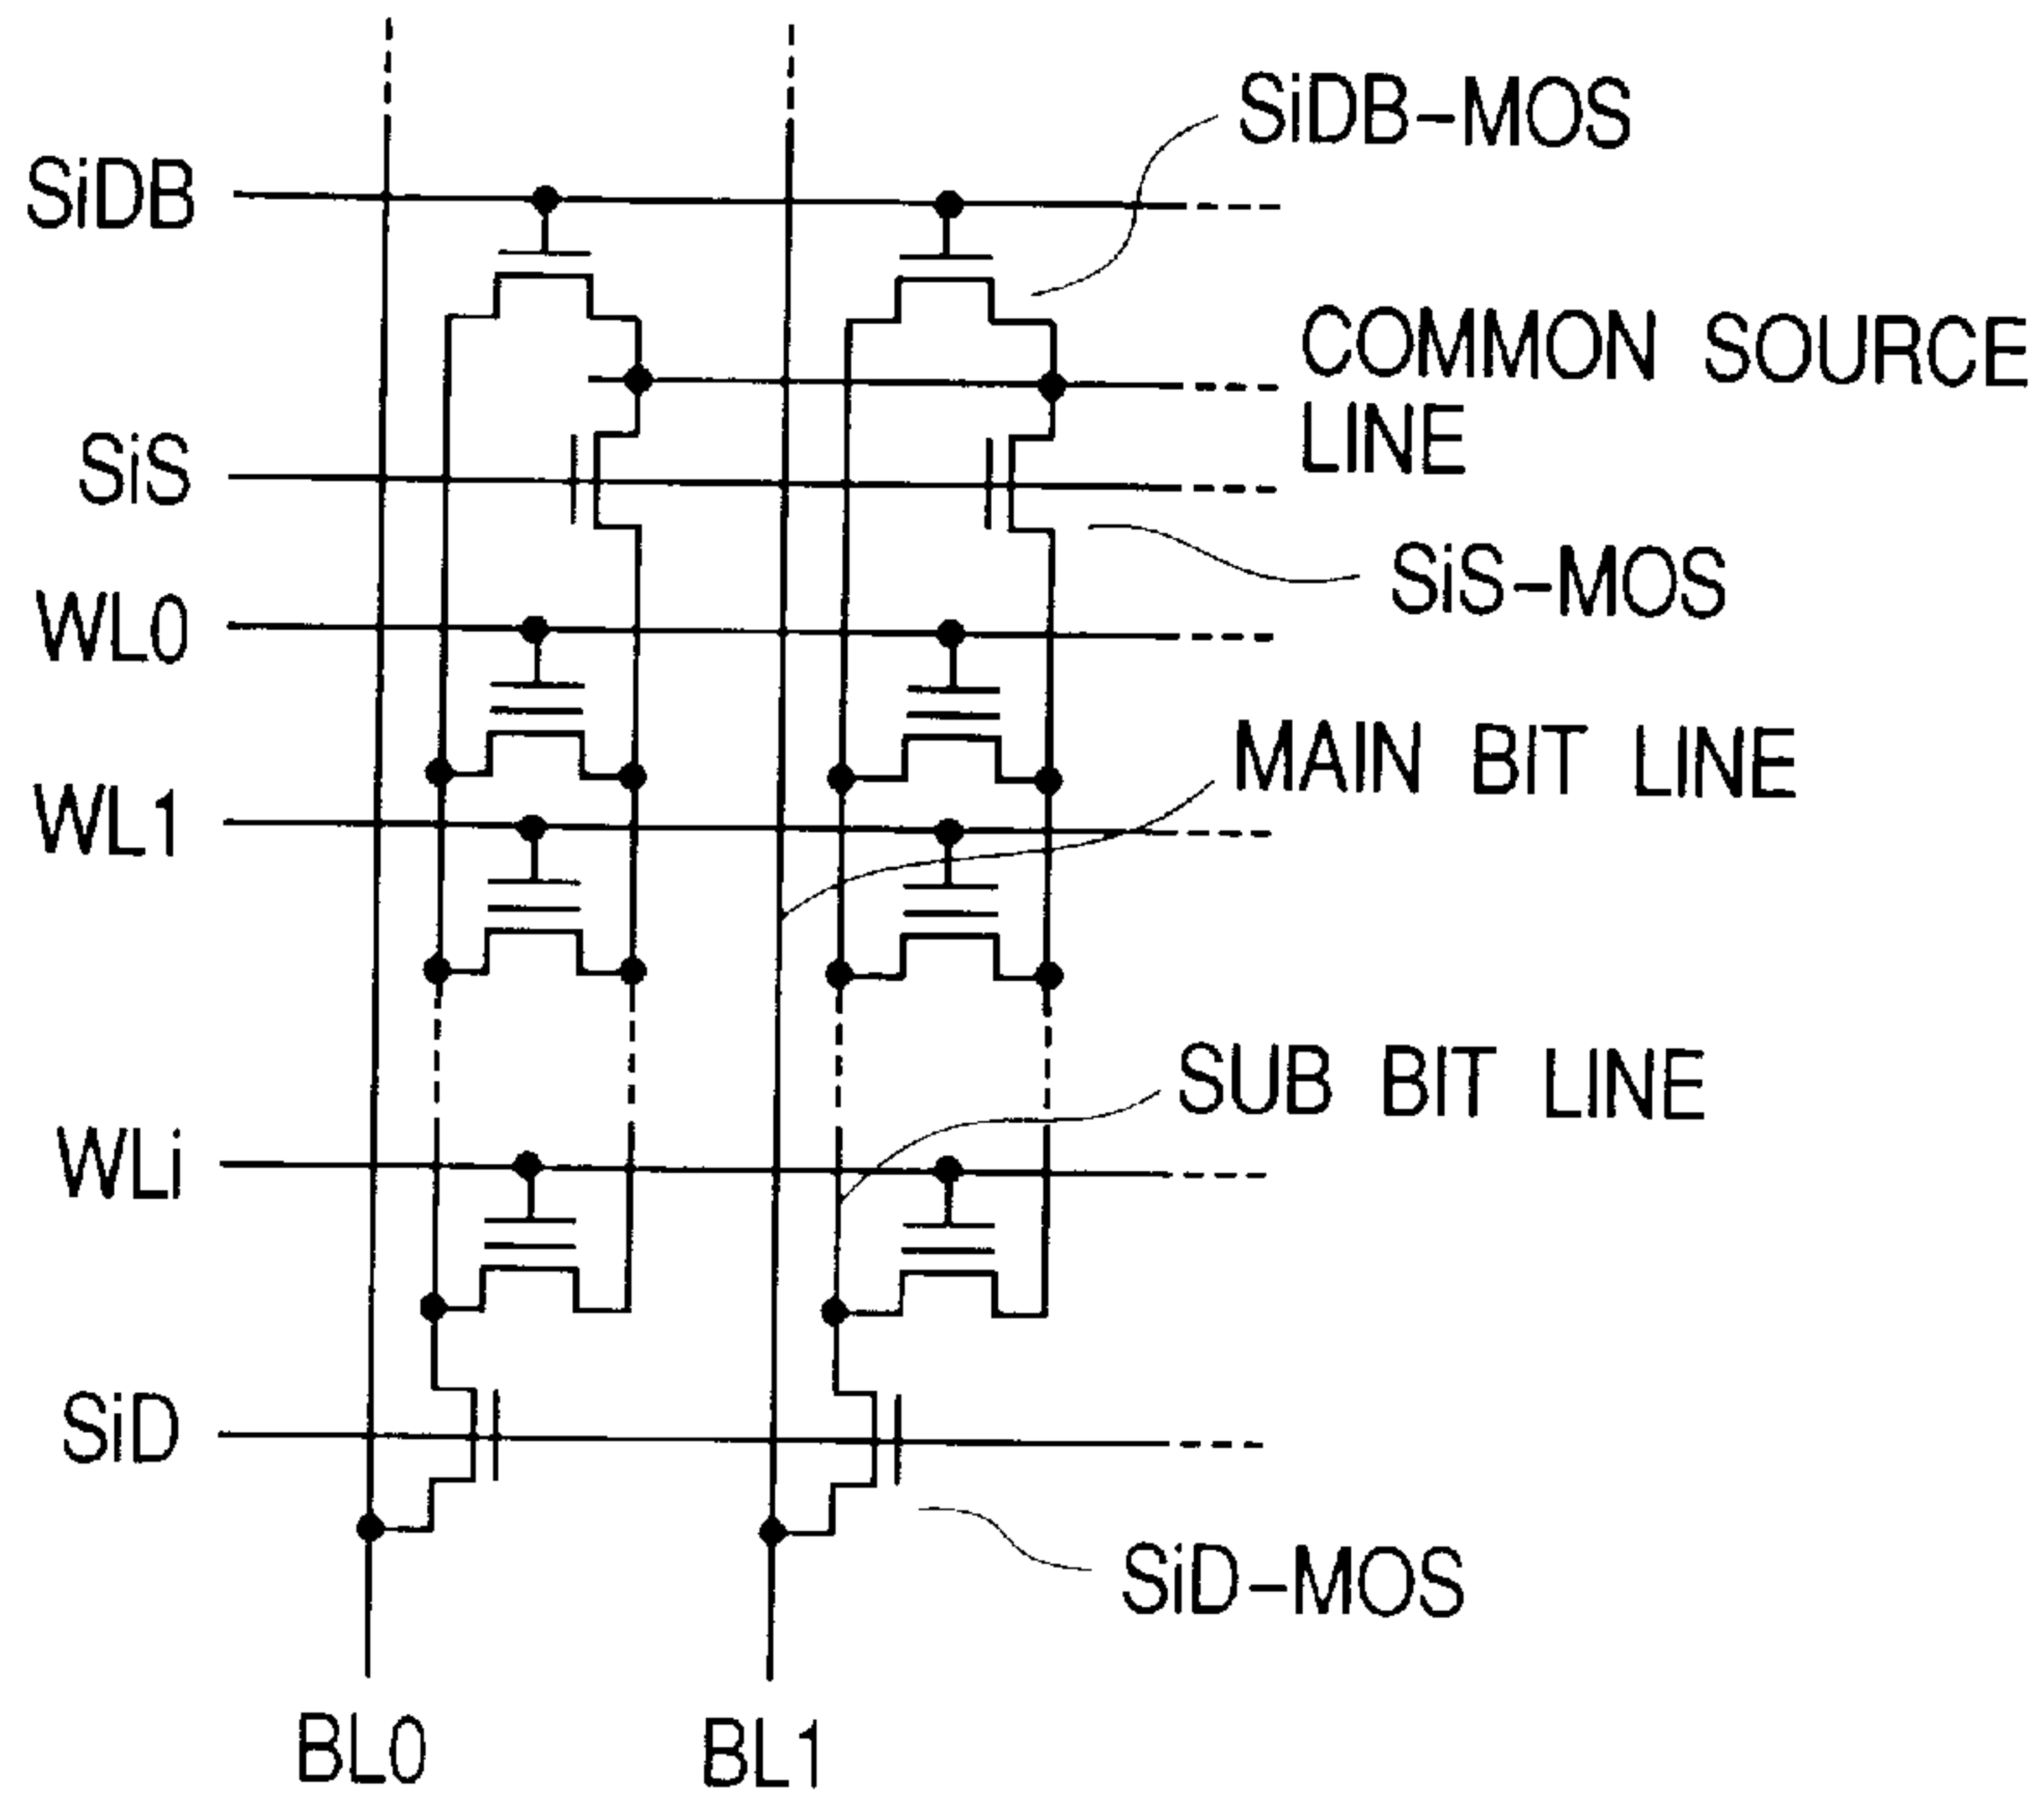 SiDB-MOS
SiDB
COMMON SOURCE
LINE
SiS
SiS-MOS
WL0
MAIN BIT LINE
WL1
SUB BIT LINE
WLi
SiD
SiD-MOS
BL0
BL1